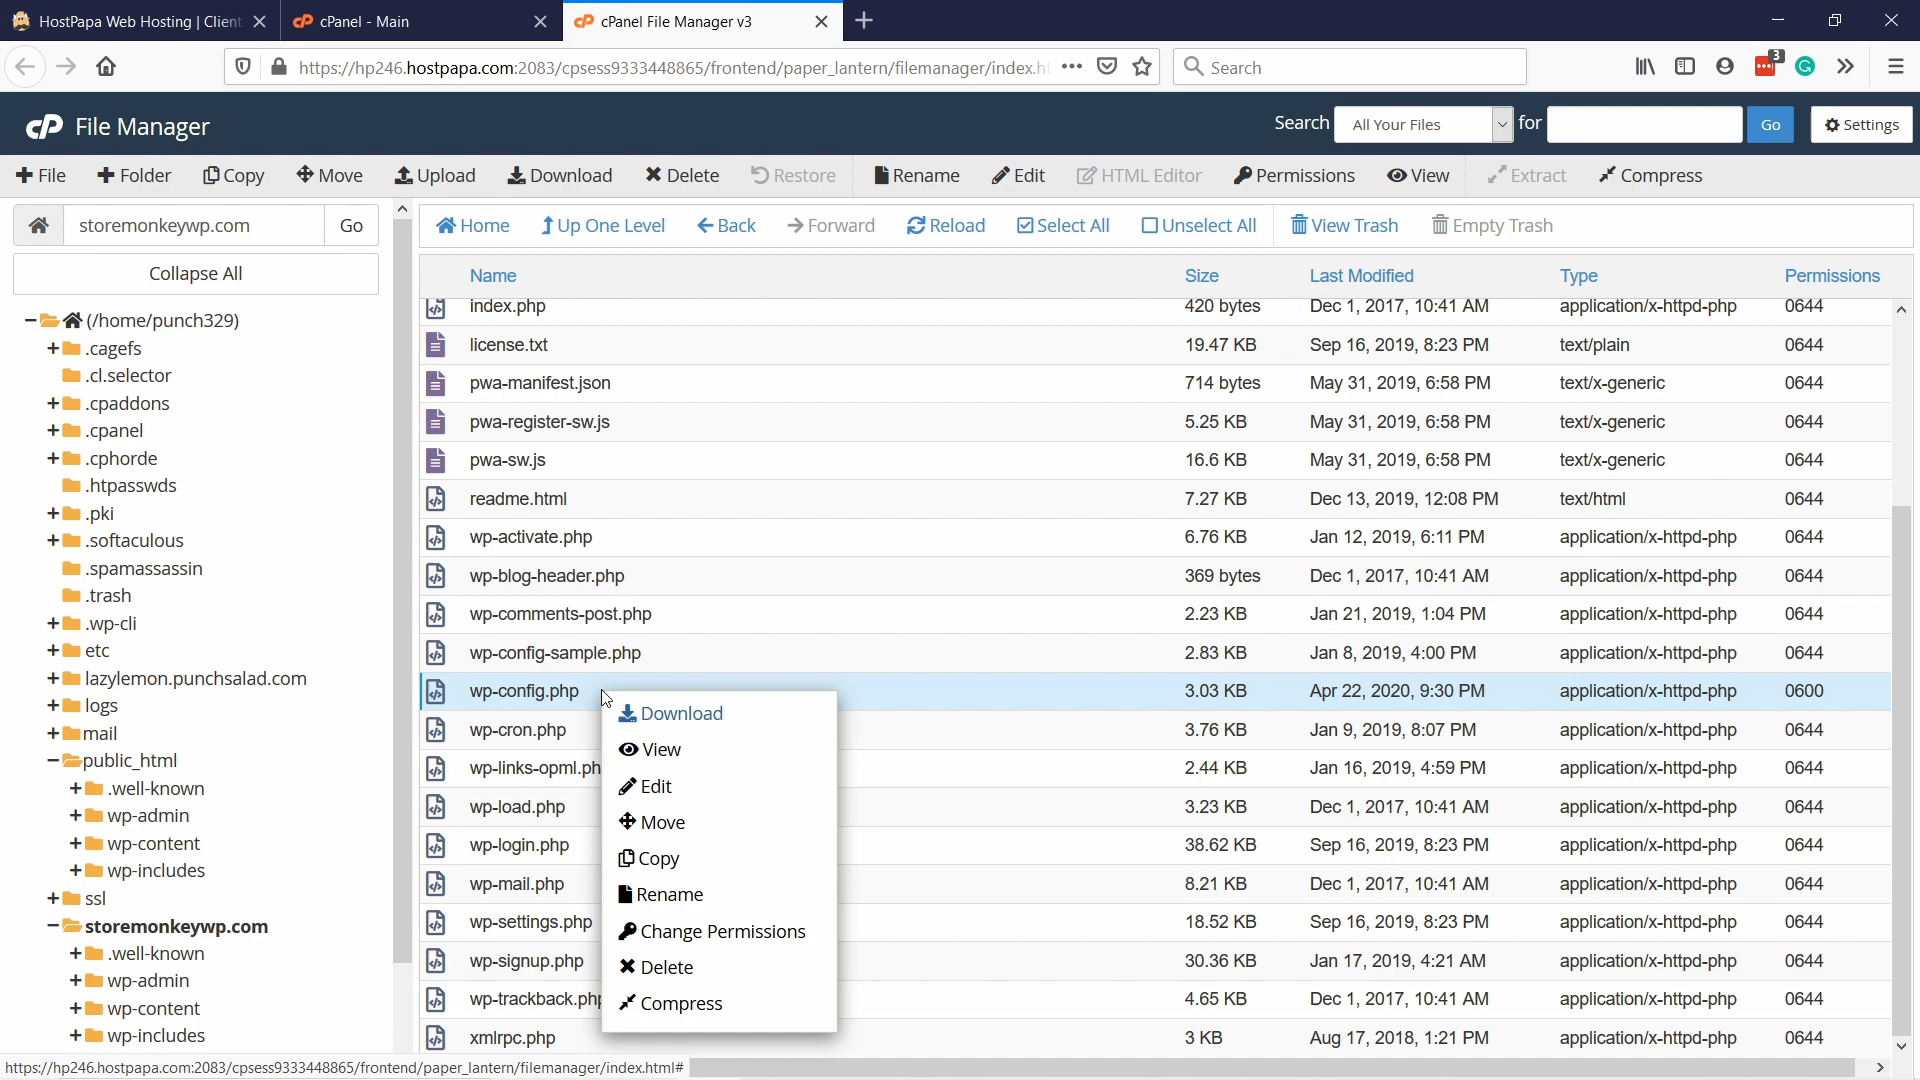 HostPapa Web Hosting | Client
cPanel - Main
cPanel File Manager v3
https://hp246.hostpapa.com:2083/cpsess9333448865/frontend/paper_lantern/filemanager/index.h
Search
3
cP File Manager
Search
All Your Files
for
Go
Settings
File
Folder
Copy
Move
Upload
Download
Delete
Restore
Rename
Edit
HTML Editor
Permissions
View
Extract
Compress
storemonkeywp.com
Go
Collapse All
(/home/punch329)
.cagefs
.cl.selector
.cpaddons
.cpanel
.cphorde
.htpasswds
.pki
.softaculous
.spamassassin
.trash
.wp-cli
etc
lazylemon.punchsalad.com
logs
mail
public_html
.well-known
wp-admin
wp-content
wp-includes
ssl
storemonkeywp.com
.well-known
wp-admin
wp-content
wp-includes
Home
Up One Level
Back
Forward
Reload
Select All
Unselect All
View Trash
Empty Trash
Name Size Last Modified Type Permissions
index.php 420 bytes Dec 1, 2017, 10:41 AM application/x-httpd-php 0644
license.txt 19.47 KB Sep 16, 2019, 8:23 PM text/plain 0644
pwa-manifest.json 714 bytes May 31, 2019, 6:58 PM text/x-generic 0644
pwa-register-sw.js 5.25 KB May 31, 2019, 6:58 PM text/x-generic 0644
pwa-sw.js 16.6 KB May 31, 2019, 6:58 PM text/x-generic 0644
readme.html 7.27 KB Dec 13, 2019, 12:08 PM text/html 0644
wp-activate.php 6.76 KB Jan 12, 2019, 6:11 PM application/x-httpd-php 0644
wp-blog-header.php 369 bytes Dec 1, 2017, 10:41 AM application/x-httpd-php 0644
wp-comments-post.php 2.23 KB Jan 21, 2019, 1:04 PM application/x-httpd-php 0644
wp-config-sample.php 2.83 KB Jan 8, 2019, 4:00 PM application/x-httpd-php 0644
wp-config.php 3.03 KB Apr 22, 2020, 9:30 PM application/x-httpd-php 0600
wp-cron.php 3.76 KB Jan 9, 2019, 8:07 PM application/x-httpd-php 0644
wp-links-opml.ph 2.44 KB Jan 16, 2019, 4:59 PM application/x-httpd-php 0644
wp-load.php 3.23 KB Dec 1, 2017, 10:41 AM application/x-httpd-php 0644
wp-login.php 38.62 KB Sep 16, 2019, 8:23 PM application/x-httpd-php 0644
wp-mail.php 8.21 KB Dec 1, 2017, 10:41 AM application/x-httpd-php 0644
wp-settings.php 18.52 KB Sep 16, 2019, 8:23 PM application/x-httpd-php 0644
wp-signup.php 30.36 KB Jan 17, 2019, 4:21 AM application/x-httpd-php 0644
wp-trackback.php 4.65 KB Dec 1, 2017, 10:41 AM application/x-httpd-php 0644
xmlrpc.php 3 KB Aug 17, 2018, 1:21 PM application/x-httpd-php 0644
Download
View
Edit
Move
Copy
Rename
Change Permissions
Delete
Compress
https://hp246.hostpapa.com:2083/cpsess9333448865/frontend/paper_lantern/filemanager/index.html#